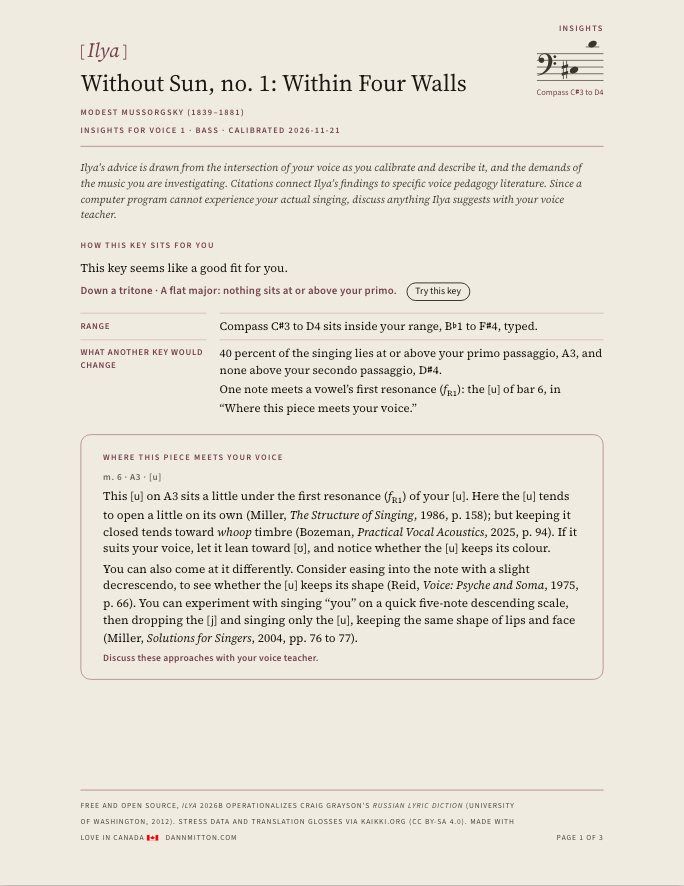 INSIGHTS
[Ilya]
Without Sun, no. 1: Within Four Walls
Compass C♯3 to D4
MODEST MUSSORGSKY (1839–1881)
INSIGHTS FOR VOICE 1 · BASS · CALIBRATED 2026-11-21
Ilya's advice is drawn from the intersection of your voice as you calibrate and describe it, and the demands of
the music you are investigating. Citations connect Ilya's findings to specific voice pedagogy literature. Since a
computer program cannot experience your actual singing, discuss anything Ilya suggests with your voice
teacher.
HOW THIS KEY SITS FOR YOU
This key seems like a good fit for you.
Down a tritone · A flat major: nothing sits at or above your primo. Try this key
RANGE Compass C♯3 to D4 sits inside your range, B♭1 to F♯4, typed.
WHAT ANOTHER KEY WOULD CHANGE
40 percent of the singing lies at or above your primo passaggio, A3, and
none above your secondo passaggio, D♯4.
One note meets a vowel's first resonance (fR1): the [u] of bar 6, in
“Where this piece meets your voice.”
WHERE THIS PIECE MEETS YOUR VOICE
m. 6 · A3 · [u]
This [u] on A3 sits a little under the first resonance (fR1) of your [u]. Here the [u] tends
to open a little on its own (Miller, The Structure of Singing, 1986, p. 158); but keeping it
closed tends toward whoop timbre (Bozeman, Practical Vocal Acoustics, 2025, p. 94). If it
suits your voice, let it lean toward [ʊ], and notice whether the [u] keeps its colour.
You can also come at it differently. Consider easing into the note with a slight
decrescendo, to see whether the [u] keeps its shape (Reid, Voice: Psyche and Soma, 1975,
p. 66). You can experiment with singing “you” on a quick five-note descending scale,
then dropping the [j] and singing only the [u], keeping the same shape of lips and face
(Miller, Solutions for Singers, 2004, pp. 76 to 77).
Discuss these approaches with your voice teacher.
FREE AND OPEN SOURCE, ILYA 2026B OPERATIONALIZES CRAIG GRAYSON'S RUSSIAN LYRIC DICTION (UNIVERSITY
OF WASHINGTON, 2012). STRESS DATA AND TRANSLATION GLOSSES VIA KAIKKI.ORG (CC BY-SA 4.0). MADE WITH
LOVE IN CANADA 🇨🇦 DANNMITTON.COM
PAGE 1 OF 3